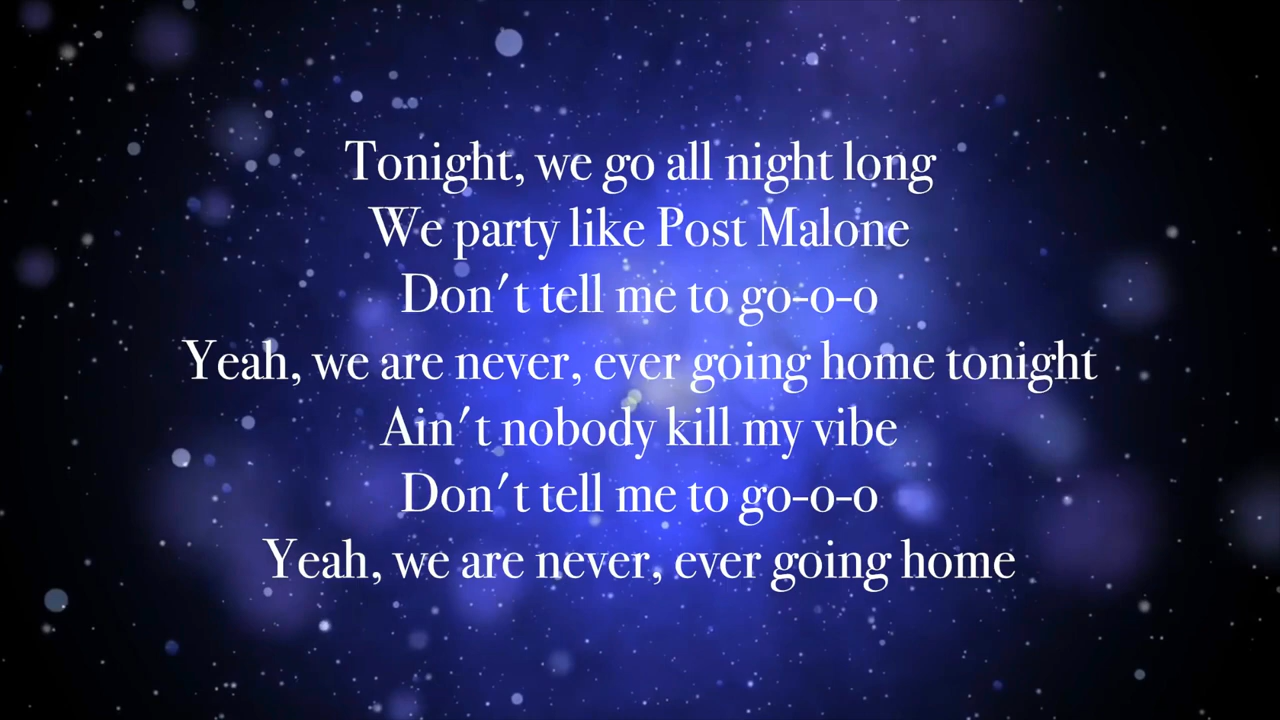 Tonight, we go all night long
We party like Post Malone
Don't tell me to go-o-o
Yeah, we are never, ever going home tonight
Ain't nobody kill my vibe
Don't tell me to go-o-o
Yeah, we are never, ever going home